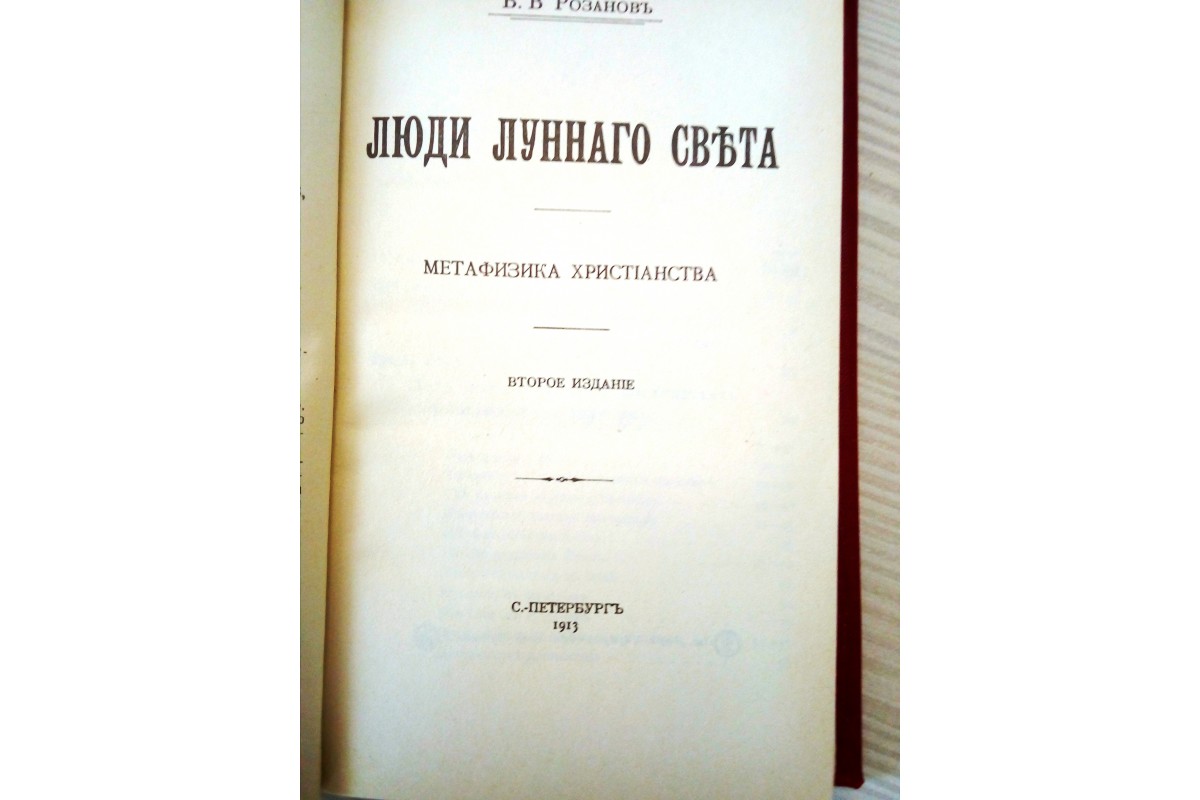 В. В РОЗАНОВЪ
ЛЮДИ ЛУННАГО СВѢТА
МЕТАФИЗИКА ХРИСТІАНСТВА
ВТОРОЕ ИЗДАНІЕ
С.-ПЕТЕРБУРГЪ
1913